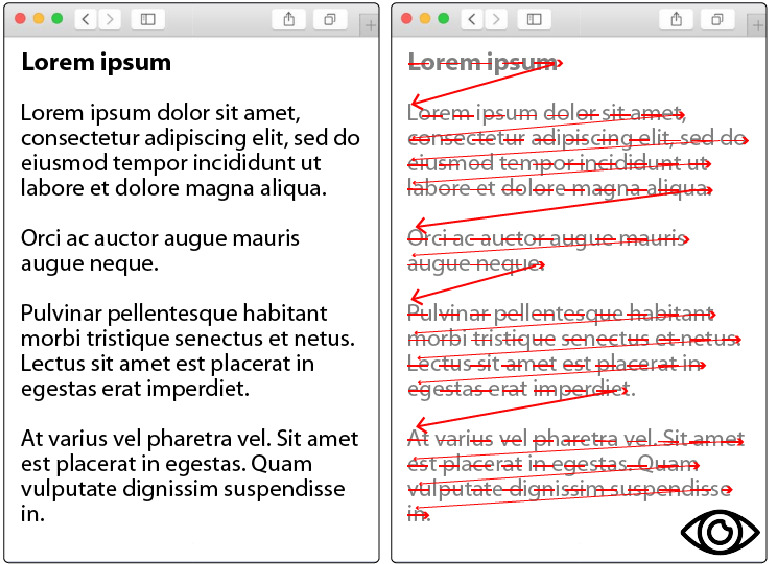 Lorem ipsum
Lorem ipsum dolor sit amet,
consectetur adipiscing elit, sed do
eiusmod tempor incididunt ut
labore et dolore magna aliqua.
Orci ac auctor augue mauris
augue neque.
Pulvinar pellentesque habitant
morbi tristique senectus et netus.
Lectus sit amet est placerat in
egestas erat imperdiet.
At varius vel pharetra vel. Sit amet
est placerat in egestas. Quam
vulputate dignissim suspendisse
in.
Lorem ipsum
Lorem ipsum dolor sit amet,
consectetur adipiscing elit, sed do
eiusmod tempor incididunt ut
labore et dolore magna aliqua.
Orci ac auctor augue mauris
augue neque.
Pulvinar pellentesque habitant
morbi tristique senectus et netus.
Lectus sit amet est placerat in
egestas erat imperdiet.
At varius vel pharetra vel. Sit amet
est placerat in egestas. Quam
vulputate dignissim suspendisse
in.